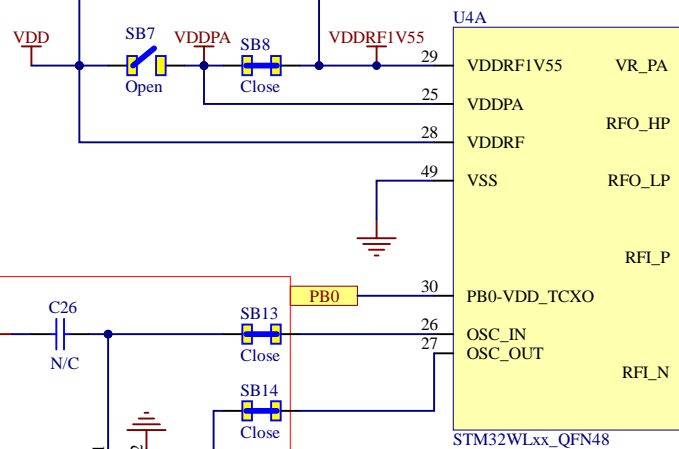 U4A
VDD
SB7
VDDPA
SB8
VDDRF1V55
Open
Close
29
VDDRF1V55
VR_PA
25
VDDPA
RFO_HP
28
VDDRF
49
VSS
RFO_LP
RFI_P
PB0
30
PB0-VDD_TCXO
C26
N/C
SB13
Close
26
OSC_IN
27
OSC_OUT
RFI_N
SB14
Close
STM32WLxx_QFN48